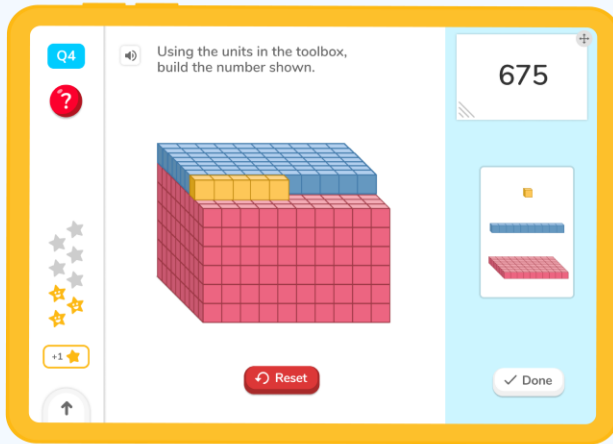 Q4
Using the units in the toolbox,
build the number shown.
675
?
+1
Reset
Done